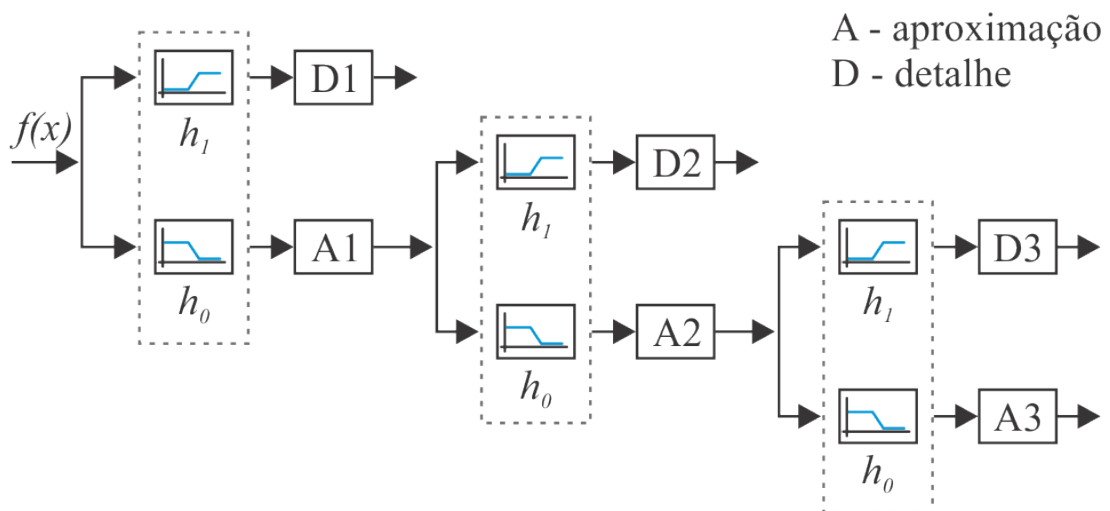 A - aproximação
D - detalhe
f(x)
h1
D1
h0
A1
h1
D2
h0
A2
h1
D3
h0
A3